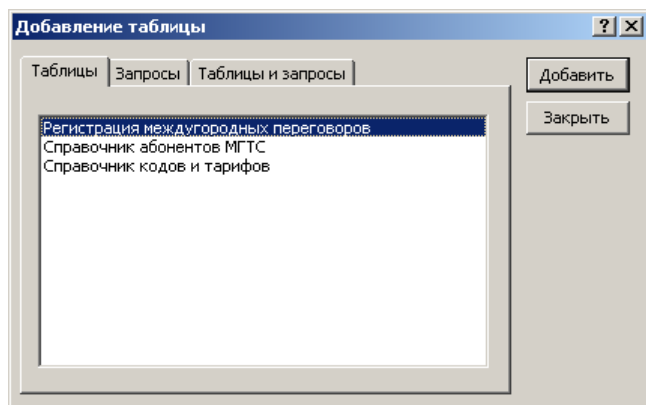 Добавление таблицы
Таблицы Запросы Таблицы и запросы
Добавить
Закрыть
Регистрация междугородных переговоров
Справочник абонентов МГТС
Справочник кодов и тарифов